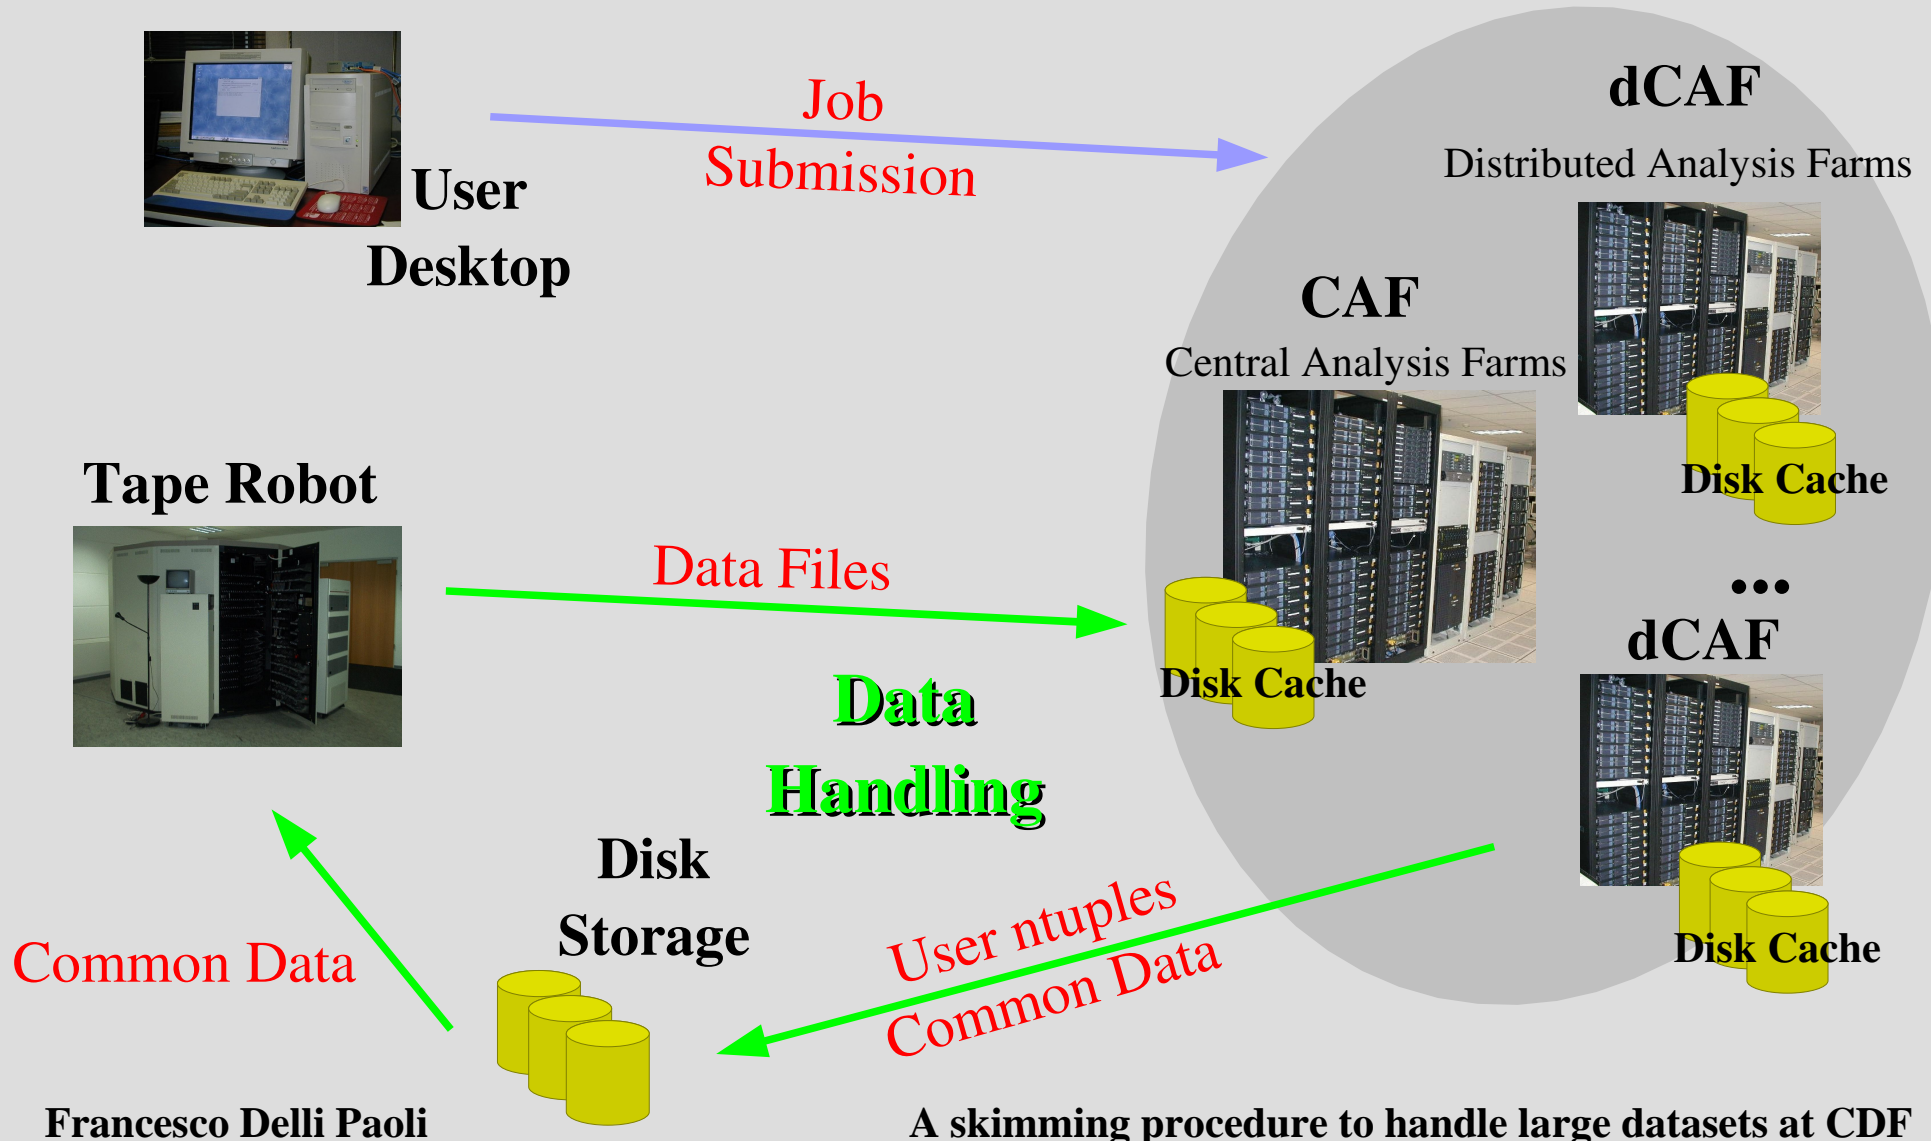 dCAF
Distributed Analysis Farms
Job
Submission
User
Desktop
CAF
Central Analysis Farms
Disk Cache
Tape Robot
Data Files
...
dCAF
Disk Cache
Data
Handling
Disk
Storage
User ntuples
Common Data
Disk Cache
Common Data
Francesco Delli Paoli
A skimming procedure to handle large datasets at CDF